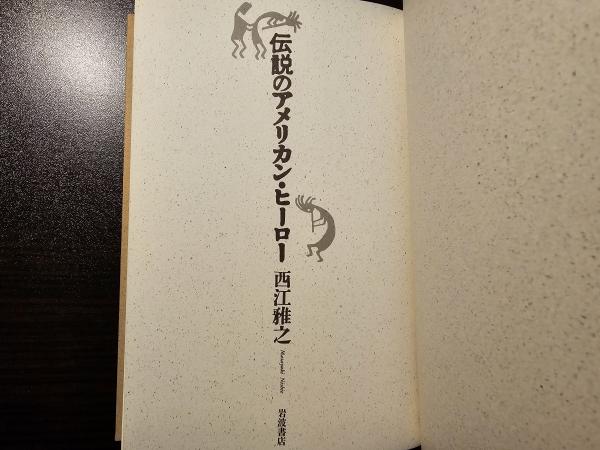 伝説のアメリカン・ヒーロー
西江雅之
Masayuki Nishie
岩波書店